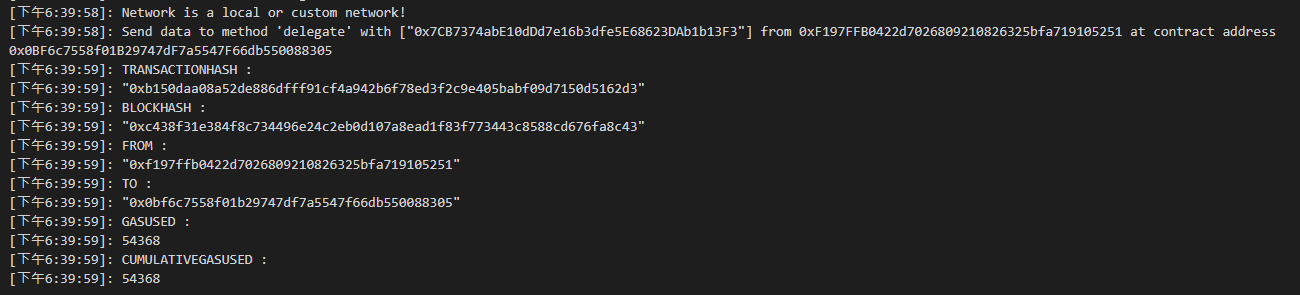 [下午6:39:58]: Network is a local or custom network!
[下午6:39:58]: Send data to method 'delegate' with ["0x7CB7374abE10dDd7e16b3dfe5E68623DAb1b13F3"] from 0xF197FFB0422d7026809210826325bfa719105251 at contract address
0x0BF6c7558f01B29747dF7a5547F66db550088305
[下午6:39:59]: TRANSACTIONHASH :
[下午6:39:59]: "0xb150daa08a52de886dfff91cf4a942b6f78ed3f2c9e405babf09d7150d5162d3"
[下午6:39:59]: BLOCKHASH :
[下午6:39:59]: "0xc438f31e384f8c734496e24c2eb0d107a8ead1f83f773443c8588cd676fa8c43"
[下午6:39:59]: FROM :
[下午6:39:59]: "0xf197ffb0422d7026809210826325bfa719105251"
[下午6:39:59]: TO :
[下午6:39:59]: "0x0bf6c7558f01b29747df7a5547f66db550088305"
[下午6:39:59]: GASUSED :
[下午6:39:59]: 54368
[下午6:39:59]: CUMULATIVEGASUSED :
[下午6:39:59]: 54368